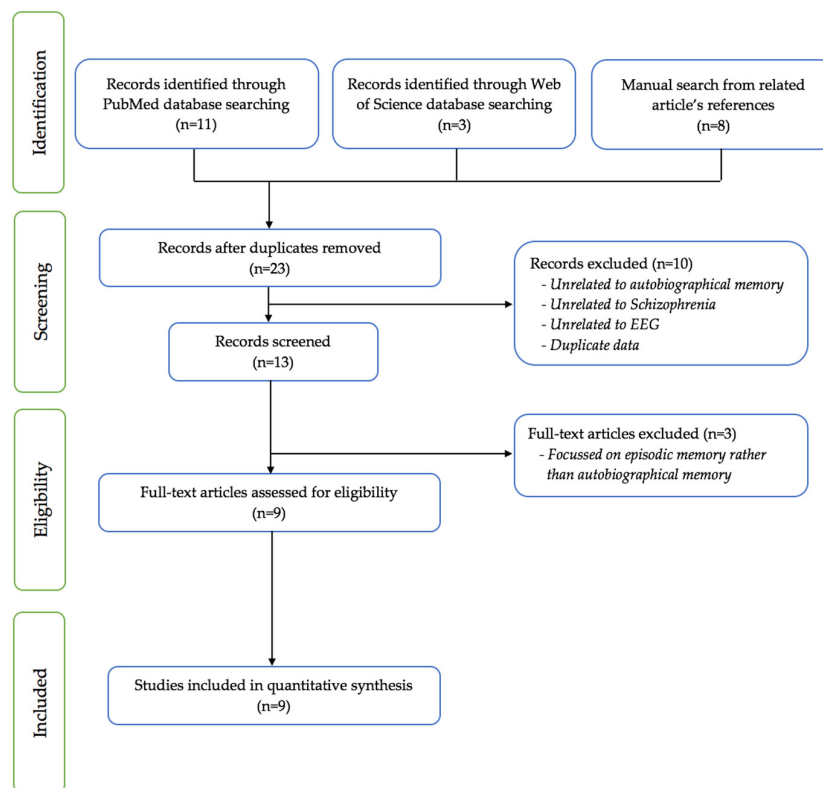 Identification
Records identified through
PubMed database searching
(n=11)
Records identified through Web
of Science database searching
(n=3)
Manual search from related
article's references
(n=8)
Screening
Records after duplicates removed
(n=23)
Records excluded (n=10)
- Unrelated to autobiographical memory
- Unrelated to Schizophrenia
- Unrelated to EEG
- Duplicate data
Records screened
(n=13)
Eligibility
Full-text articles excluded (n=3)
- Focussed on episodic memory rather
than autobiographical memory
Full-text articles assessed for eligibility
(n=9)
Included
Studies included in quantitative synthesis
(n=9)